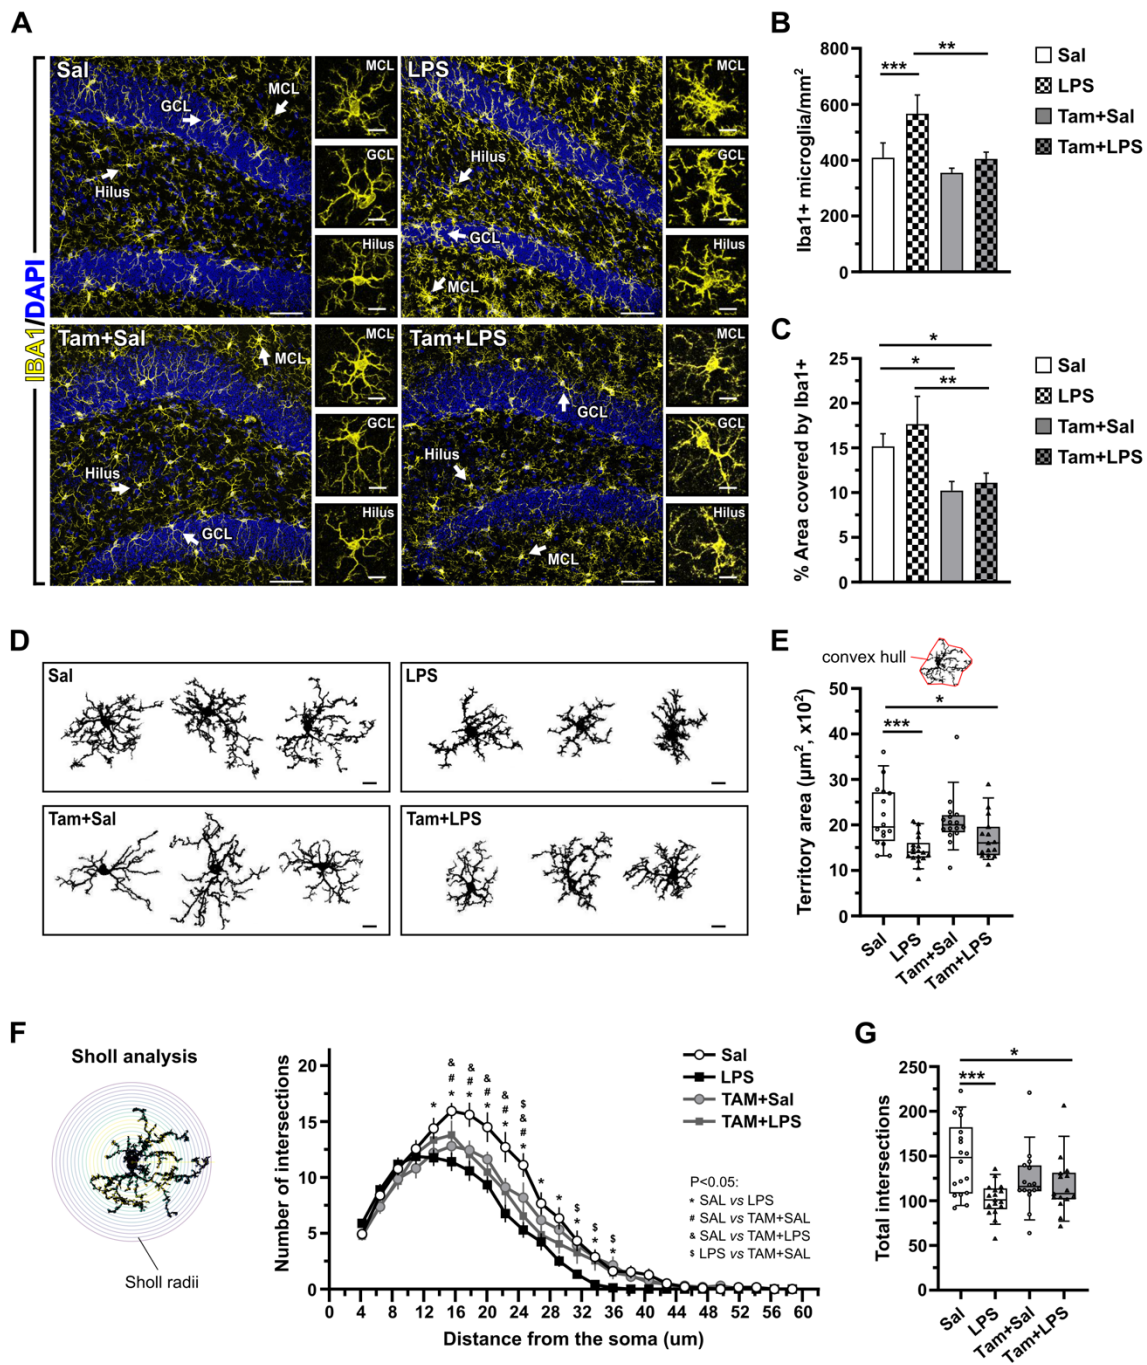 A
IBA1/DAPI
Sal
GCL
MCL
Hilus
MCL
GCL
Hilus
LPS
Hilus
GCL
MCL
MCL
GCL
Hilus
Tam+Sal
MCL
Hilus
GCL
MCL
GCL
Hilus
Tam+LPS
GCL
Hilus
MCL
MCL
GCL
Hilus
B
Iba1+ microglia/mm²
800
600
400
200
0
***
**
Sal
LPS
Tam+Sal
Tam+LPS
C
% Area covered by Iba1+
25
20
15
10
5
0
*
*
**
Sal
LPS
Tam+Sal
Tam+LPS
D
Sal
LPS
Tam+Sal
Tam+LPS
E
convex hull
Territory area (µm², x10²)
50
40
30
20
10
0
*
***
Sal
LPS
Tam+Sal
Tam+LPS
F
Sholl analysis
Sholl radii
Number of intersections
20
15
10
5
0
*
&
#
*
&
#
*
&
#
*
&
#
*
$
&
#
*
*
*
$
*
$
*
$
*
Sal
LPS
TAM+Sal
TAM+LPS
P<0.05:
* SAL vs LPS
# SAL vs TAM+SAL
& SAL vs TAM+LPS
$ LPS vs TAM+SAL
0 4 8 12 16 20 24 28 32 36 40 44 48 52 56 60
Distance from the soma (um)
G
Total intersections
250
200
150
100
50
0
*
***
Sal
LPS
Tam+Sal
Tam+LPS